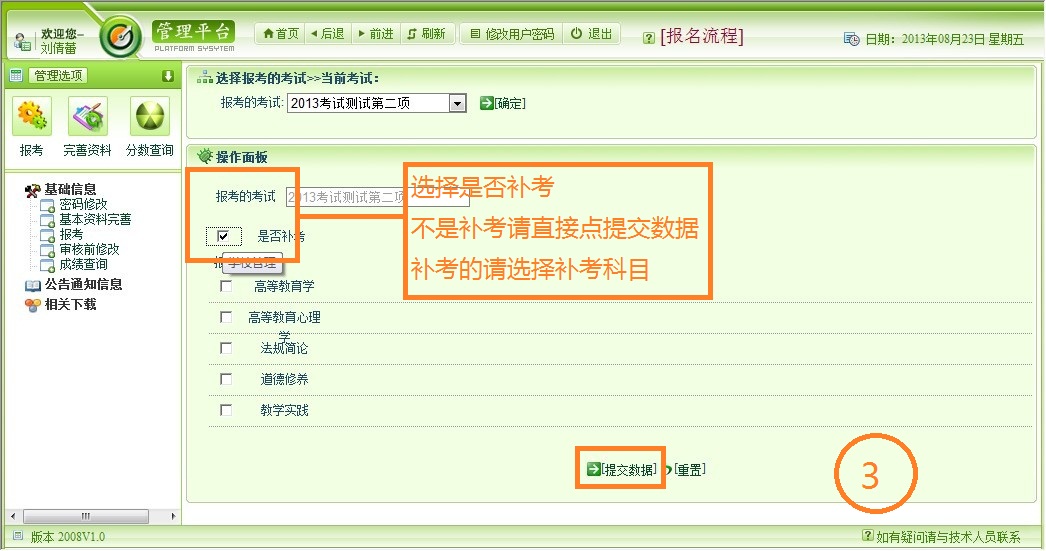 欢迎您–
刘倩蕾
管理平台
PLATFORM SYSYTEM
首页 后退 前进 刷新
修改用户密码 退出
[报名流程]
日期：2013年08月23日 星期五
管理选项
报考 完善资料 分数查询
基础信息
密码修改
基本资料完善
报考
审核前修改
成绩查询
公告通知信息
相关下载
选择报考的考试>>当前考试：
报考的考试: 2013考试测试第二项 [确定]
操作面板
报考的考试 2013考试测试第二项
是否补考
学校管理
选择是否补考
不是补考请直接点提交数据
补考的请选择补考科目
高等教育学
高等教育心理
学
法规简论
道德修养
教学实践
[提交数据] [重置]
3
版本 2008V1.0
如有疑问请与技术人员联系